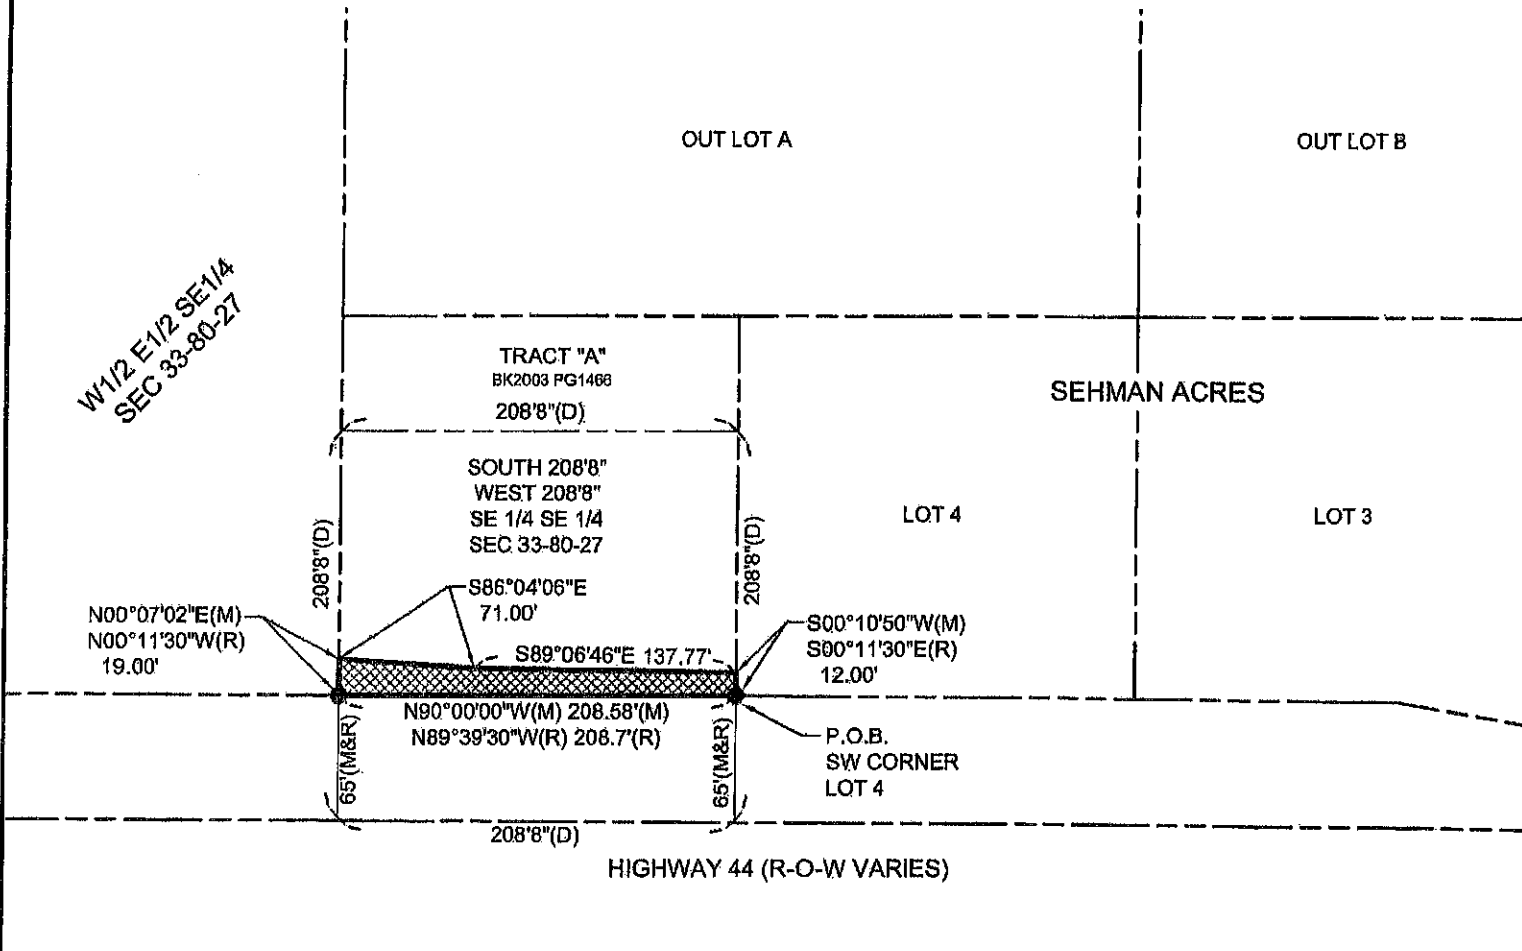 OUT LOT A
OUT LOT B
W1/2 E1/2 SE1/4
SEC 33-80-27
TRACT "A"
BK2003 PG1466
208'8"(D)
SEHMAN ACRES
SOUTH 208'8"
WEST 208'8"
SE 1/4 SE 1/4
SEC 33-80-27
LOT 4
LOT 3
208'8"(D)
208'8"(D)
S86°04'06"E
71.00'
N00°07'02"E(M)
N00°11'30"W(R)
19.00'
S89°06'46"E 137.77'
S00°10'50"W(M)
S00°11'30"E(R)
12.00'
N90°00'00"W(M) 208.58'(M)
N89°39'30"W(R) 208.7'(R)
65'(M&R)
65'(M&R)
P.O.B.
SW CORNER
LOT 4
208'8"(D)
HIGHWAY 44 (R-O-W VARIES)